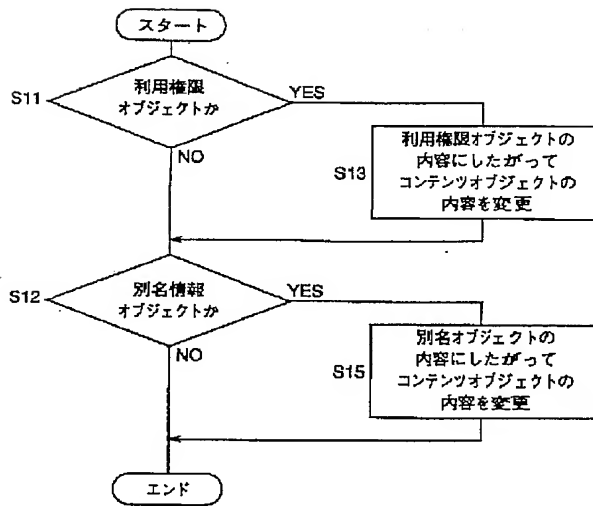 スタート
S11
利用権限
オブジェクトか
YES
NO
S13
利用権限オブジェクトの
内容にしたがって
コンテンツオブジェクトの
内容を変更
S12
別名情報
オブジェクトか
YES
NO
S15
別名オブジェクトの
内容にしたがって
コンテンツオブジェクトの
内容を変更
エンド